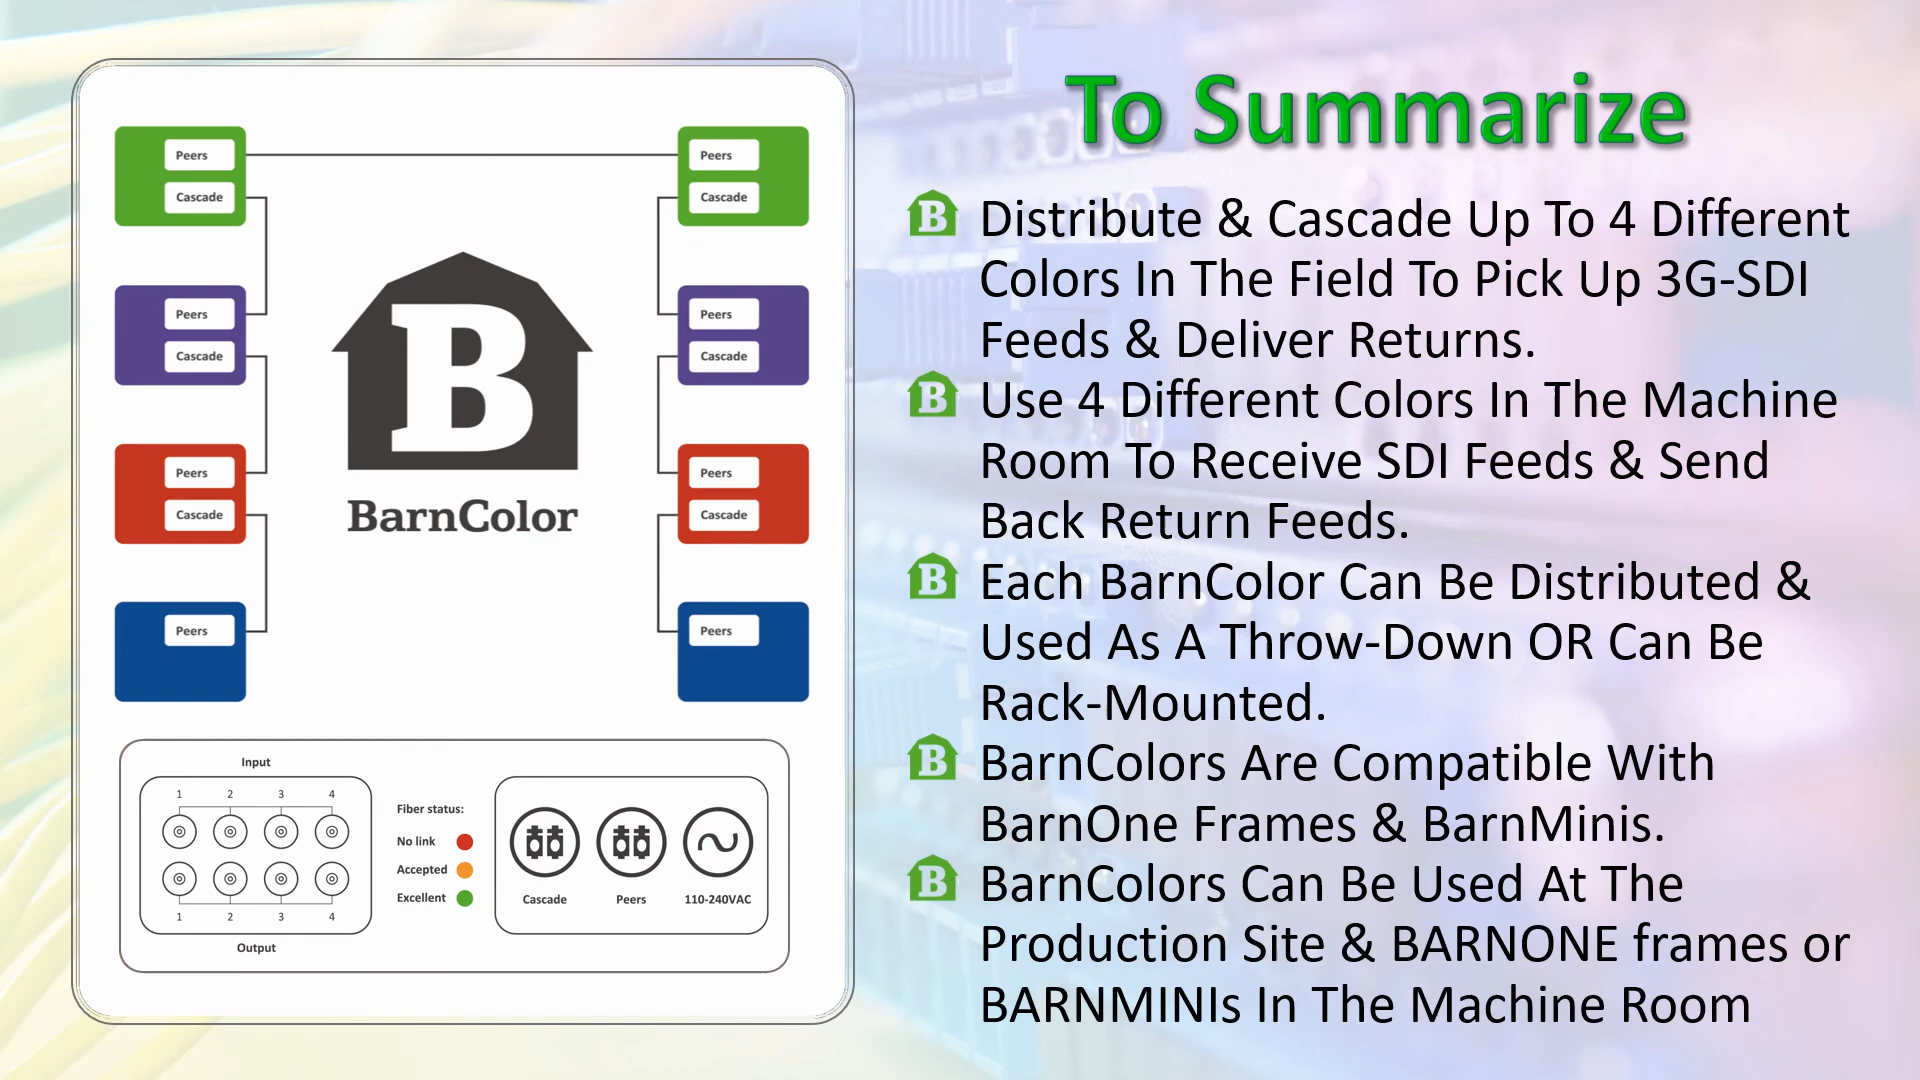 Peers
Cascade
Peers
Cascade
Peers
Cascade
Peers
Peers
Cascade
Peers
Cascade
Peers
Cascade
Peers
B
BarnColor
Input
1 2 3 4
1 2 3 4
Output
Fiber status:
No link
Accepted
Excellent
Cascade Peers 110-240VAC
To Summarize
B Distribute & Cascade Up To 4 Different
Colors In The Field To Pick Up 3G-SDI
Feeds & Deliver Returns.
B Use 4 Different Colors In The Machine
Room To Receive SDI Feeds & Send
Back Return Feeds.
B Each BarnColor Can Be Distributed &
Used As A Throw-Down OR Can Be
Rack-Mounted.
B BarnColors Are Compatible With
BarnOne Frames & BarnMinis.
B BarnColors Can Be Used At The
Production Site & BARNONE frames or
BARNMINIs In The Machine Room